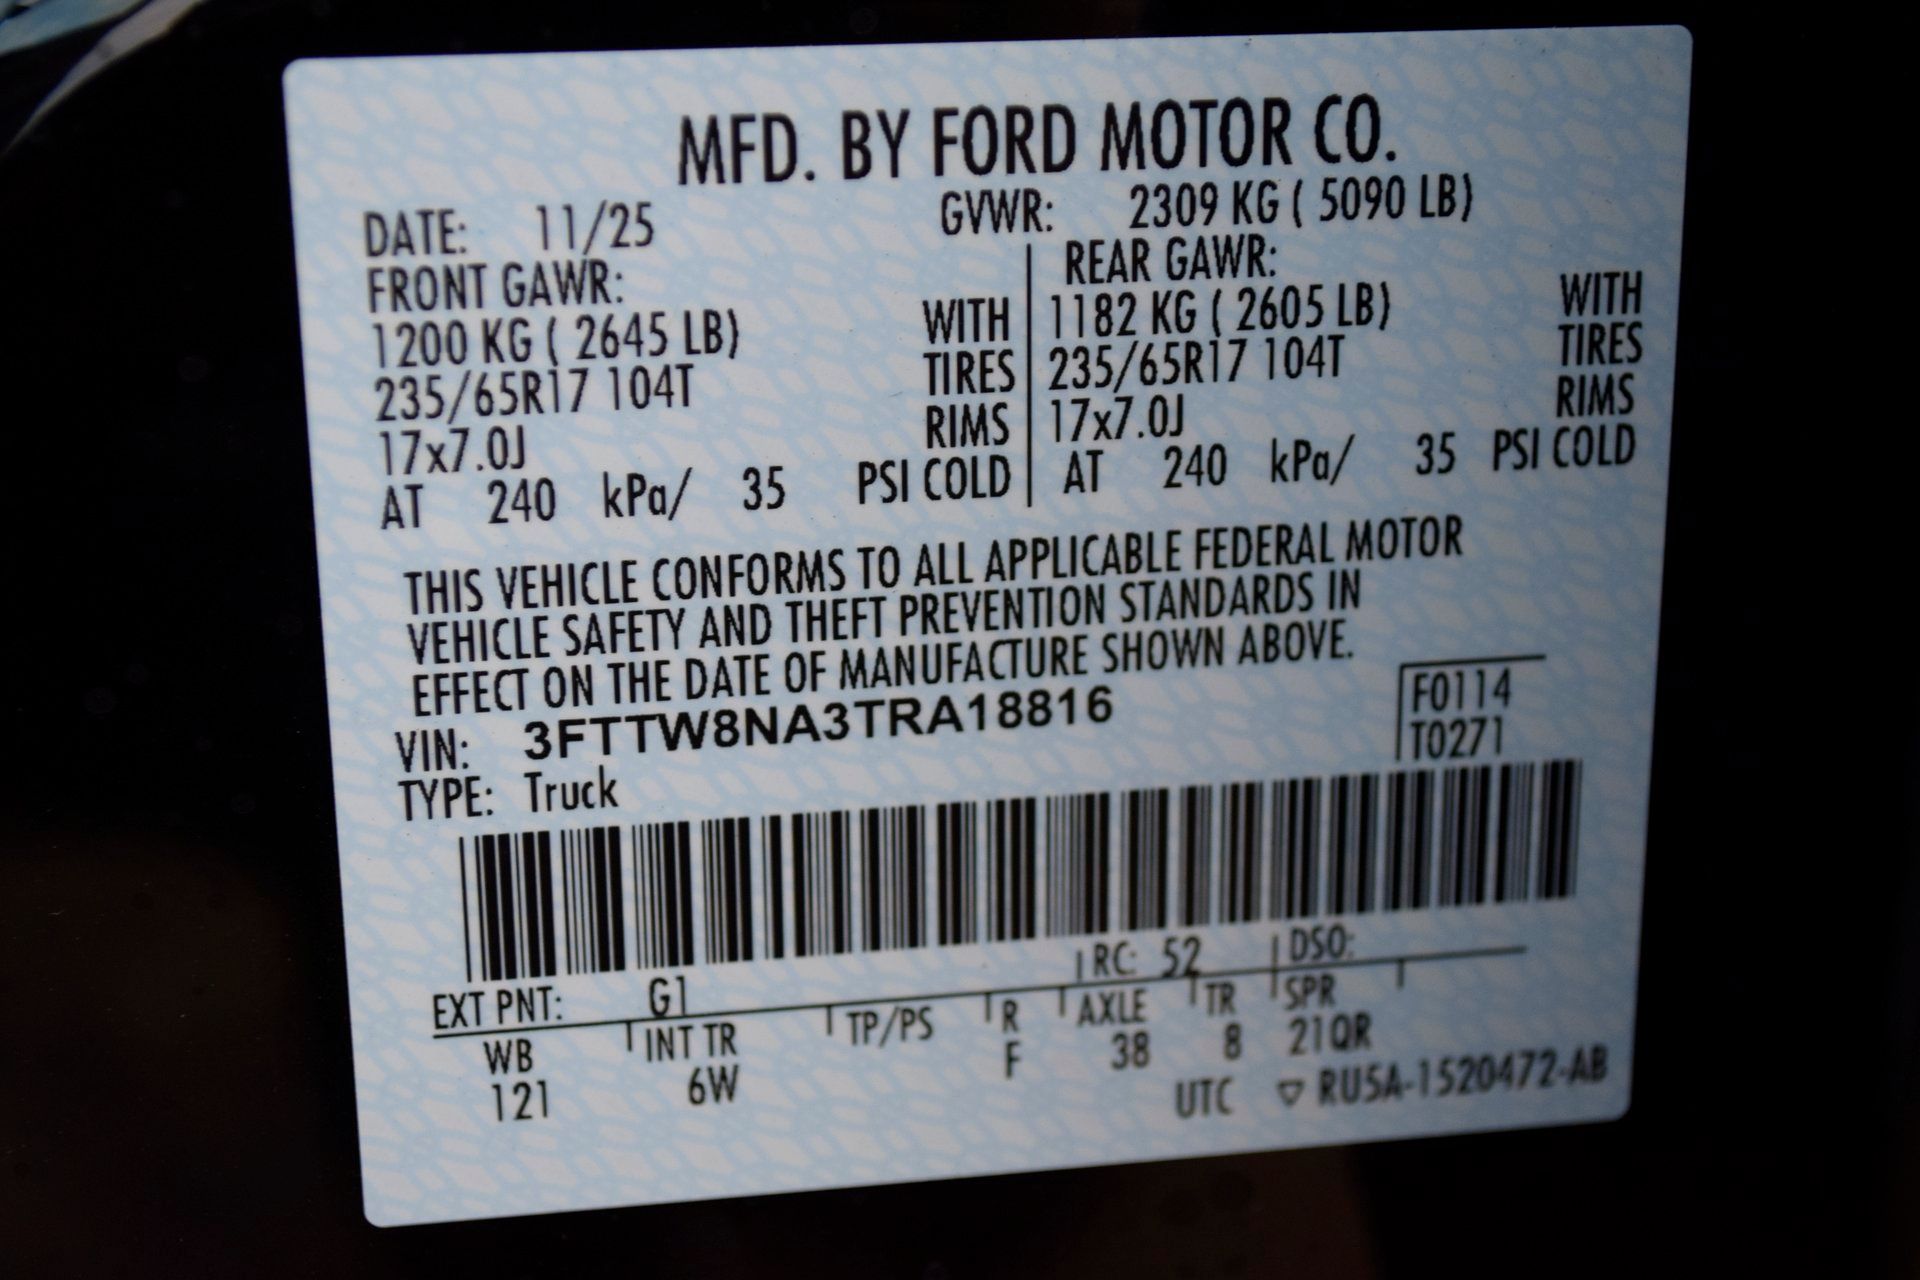 MFD. BY FORD MOTOR CO.
DATE: 11/25 GVWR: 2309 KG ( 5090 LB)
FRONT GAWR: REAR GAWR:
1200 KG ( 2645 LB) WITH 1182 KG ( 2605 LB) WITH
235/65R17 104T TIRES 235/65R17 104T TIRES
17x7.0J RIMS 17x7.0J RIMS
AT 240 kPa/ 35 PSI COLD AT 240 kPa/ 35 PSI COLD
THIS VEHICLE CONFORMS TO ALL APPLICABLE FEDERAL MOTOR
VEHICLE SAFETY AND THEFT PREVENTION STANDARDS IN
EFFECT ON THE DATE OF MANUFACTURE SHOWN ABOVE.
VIN: 3FTTW8NA3TRA18816 F0114
TYPE: Truck T0271
EXT PNT: G1 RC: 52 DSO:
WB INT TR TP/PS R AXLE TR SPR
121 6W F 38 8 21QR
UTC ▽ RU5A-1520472-AB